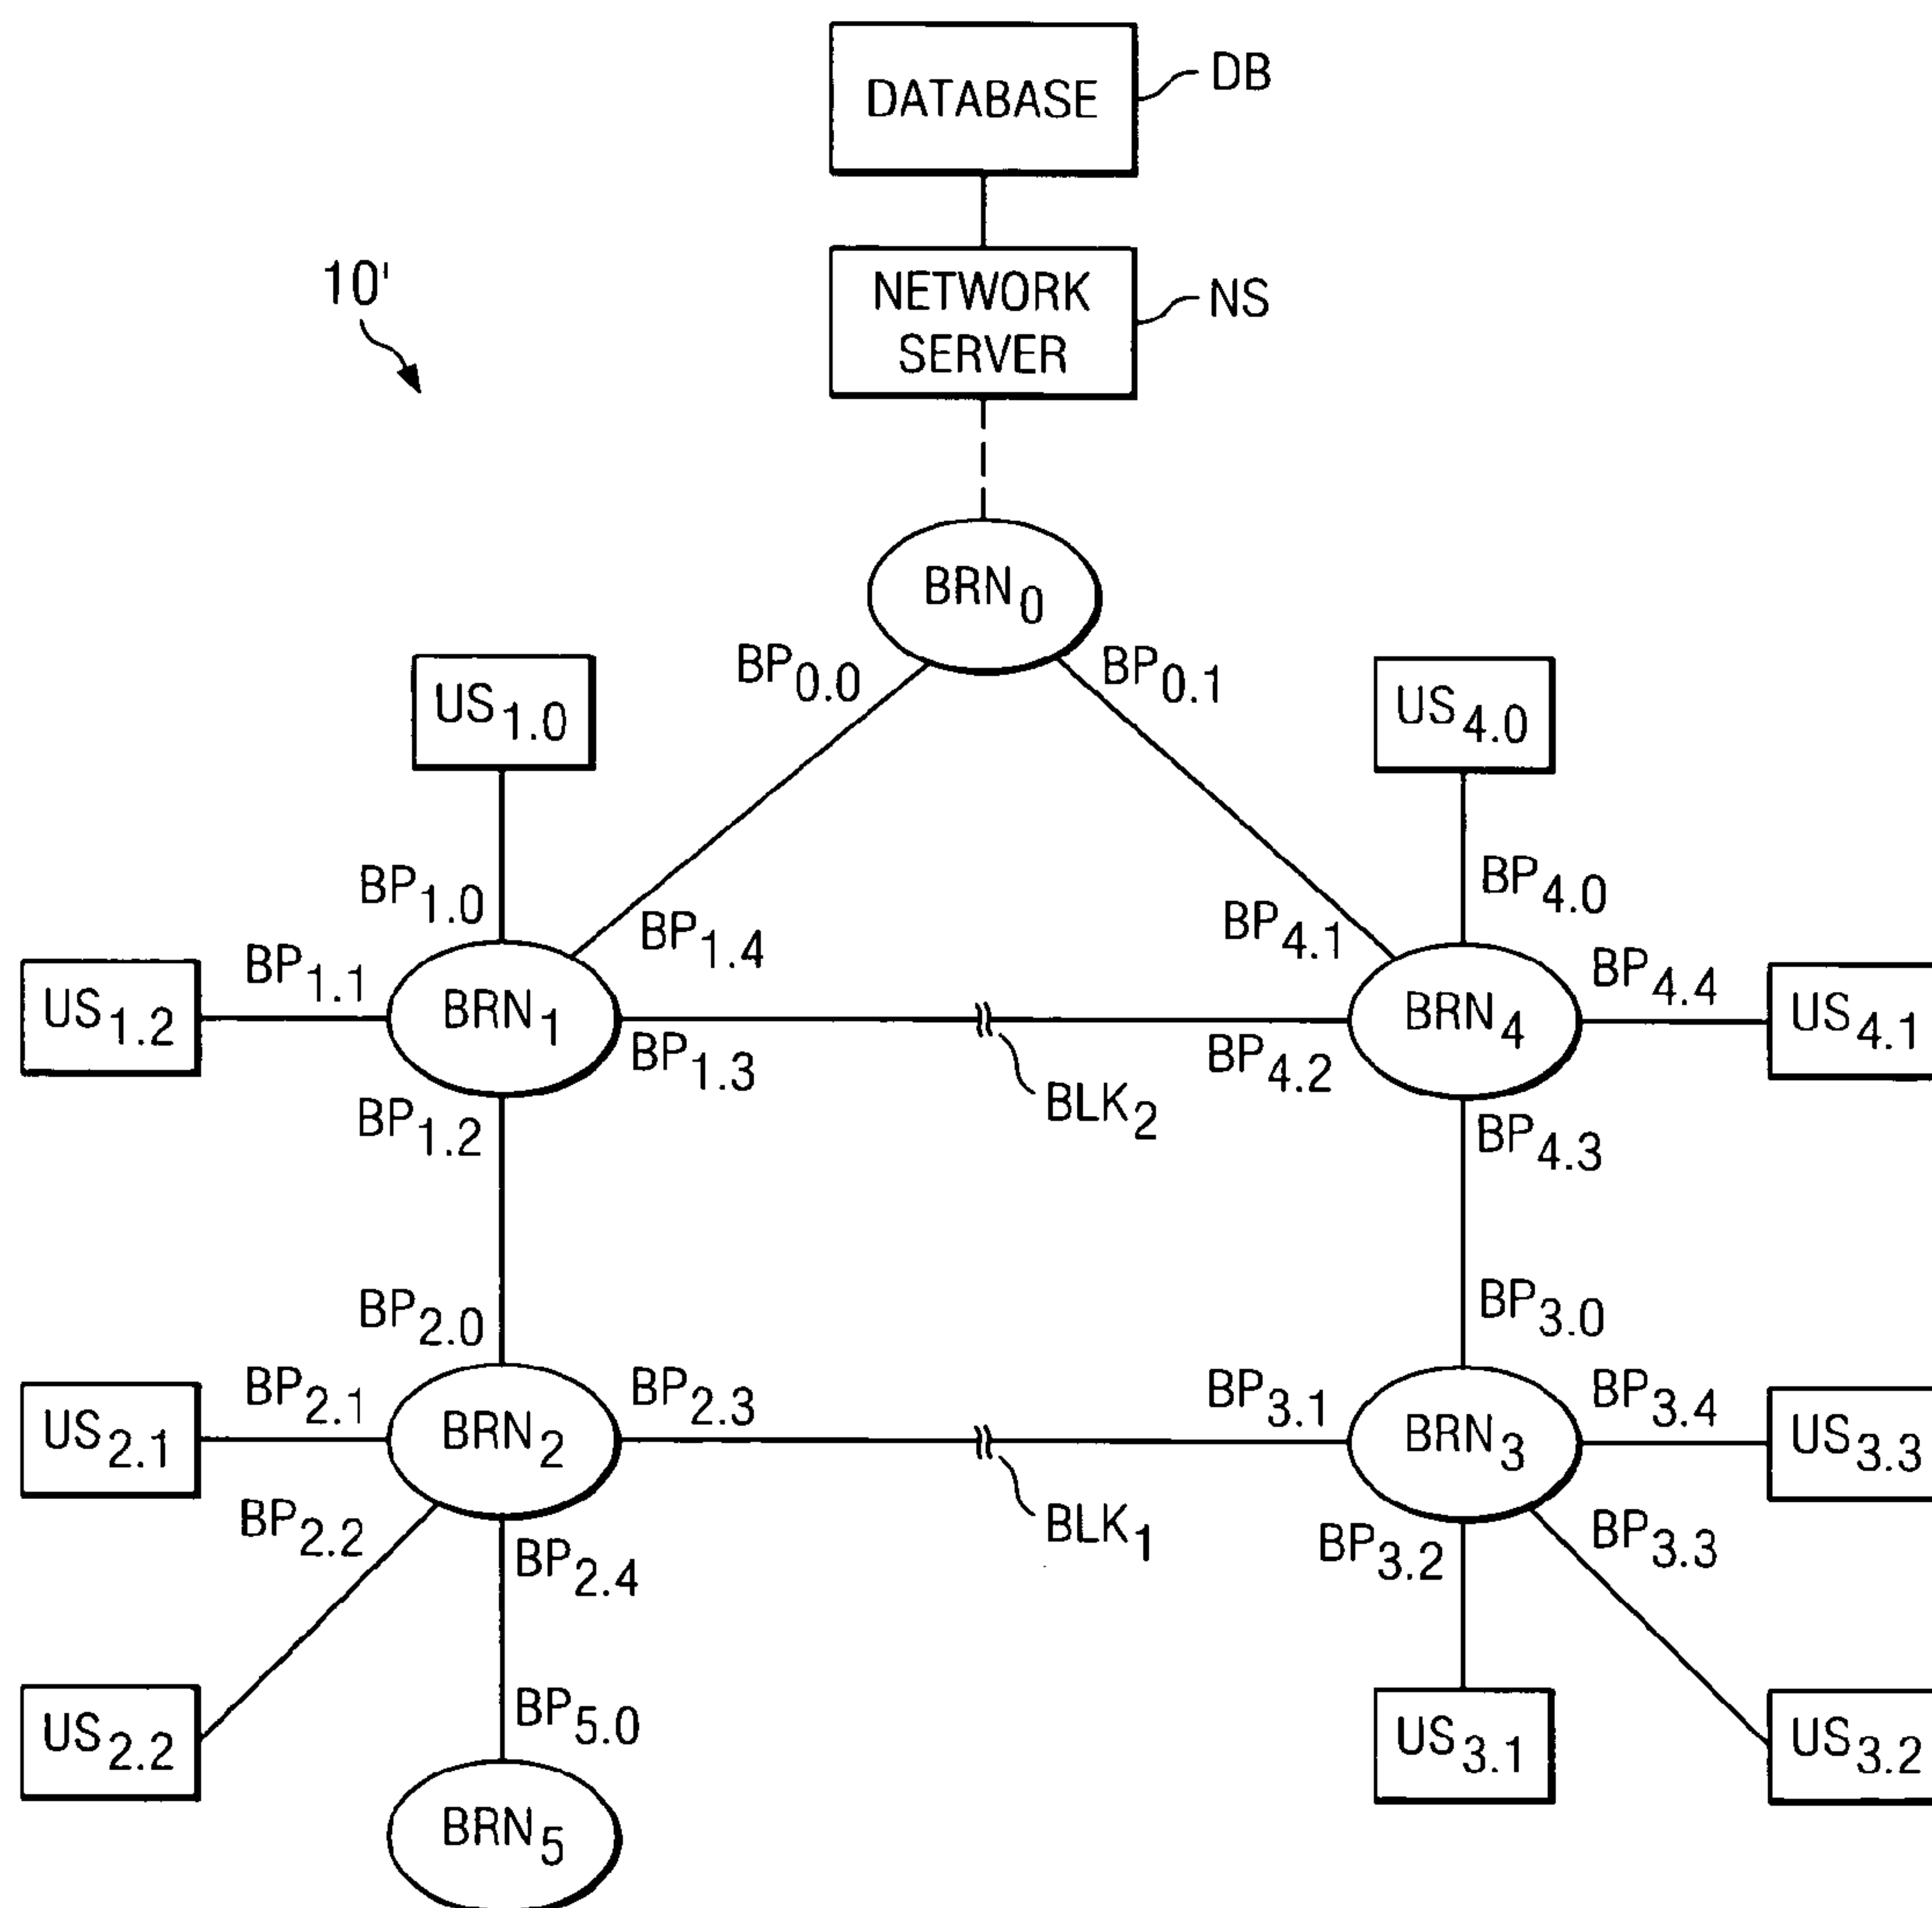 DATABASE
DB
10'
NETWORK
SERVER
NS
BRN0
BP0.0
BP0.1
US1.0
US4.0
BP1.0
BP1.4
BP4.1
BP4.0
US1.2
BP1.1
BRN1
BP1.3
BP4.2
BRN4
BP4.4
US4.1
BLK2
BP1.2
BP4.3
BP2.0
BP3.0
US2.1
BP2.1
BRN2
BP2.3
BP3.1
BRN3
BP3.4
US3.3
BP2.2
BP2.4
BLK1
BP3.2
BP3.3
US2.2
BP5.0
US3.1
US3.2
BRN5